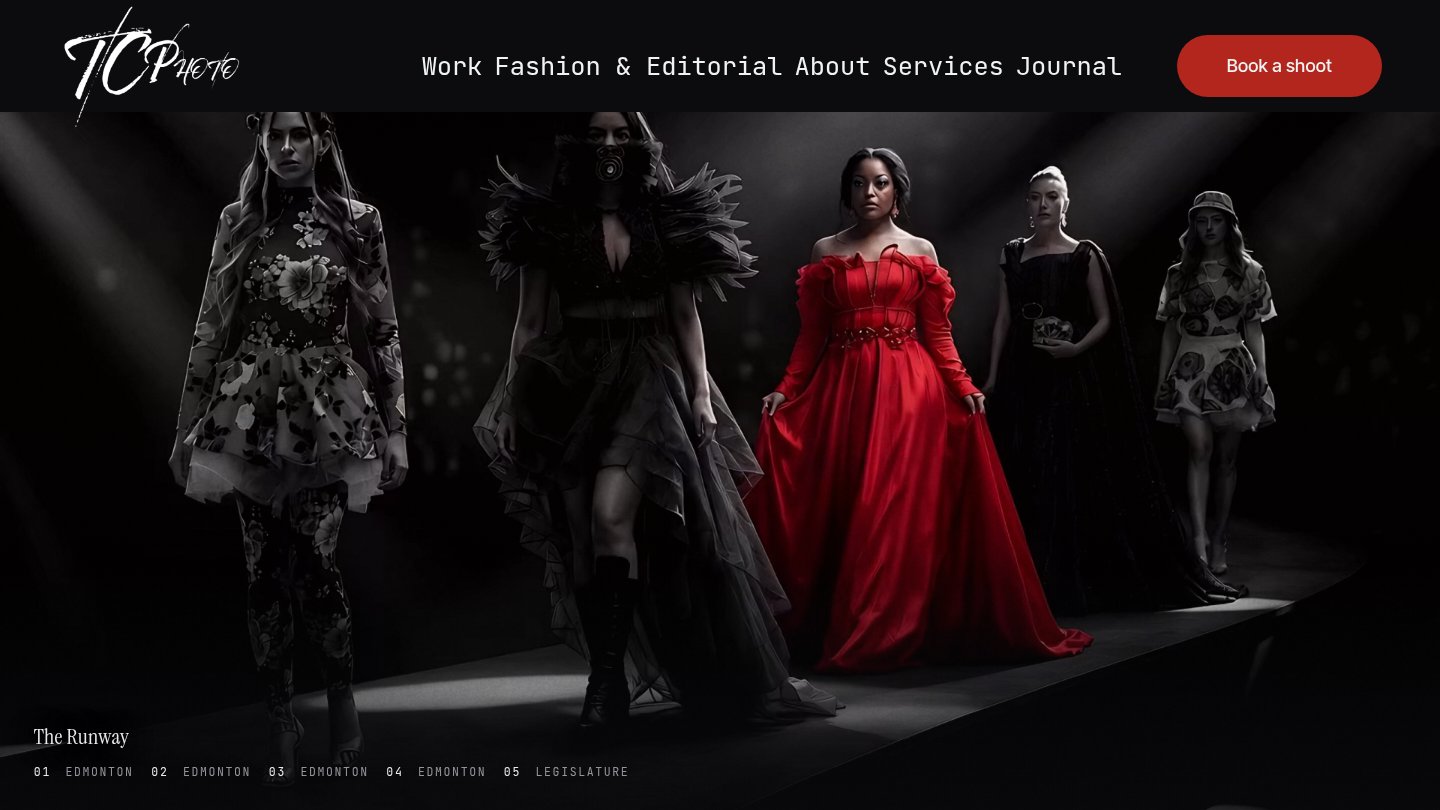 TCPHOTO
Work Fashion & Editorial About Services Journal
Book a shoot
The Runway
01 EDMONTON 02 EDMONTON 03 EDMONTON 04 EDMONTON 05 LEGISLATURE